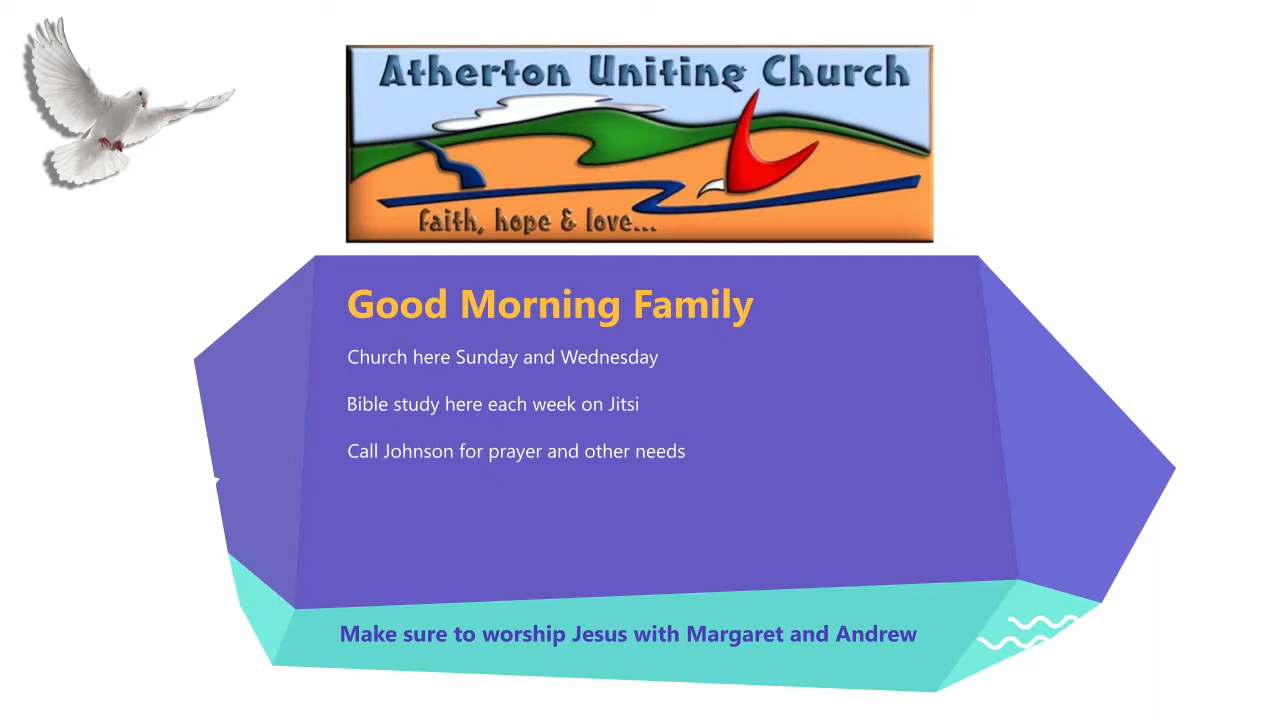 Atherton Uniting Church
faith, hope & love...
Good Morning Family
Church here Sunday and Wednesday
Bible study here each week on Jitsi
Call Johnson for prayer and other needs
Make sure to worship Jesus with Margaret and Andrew